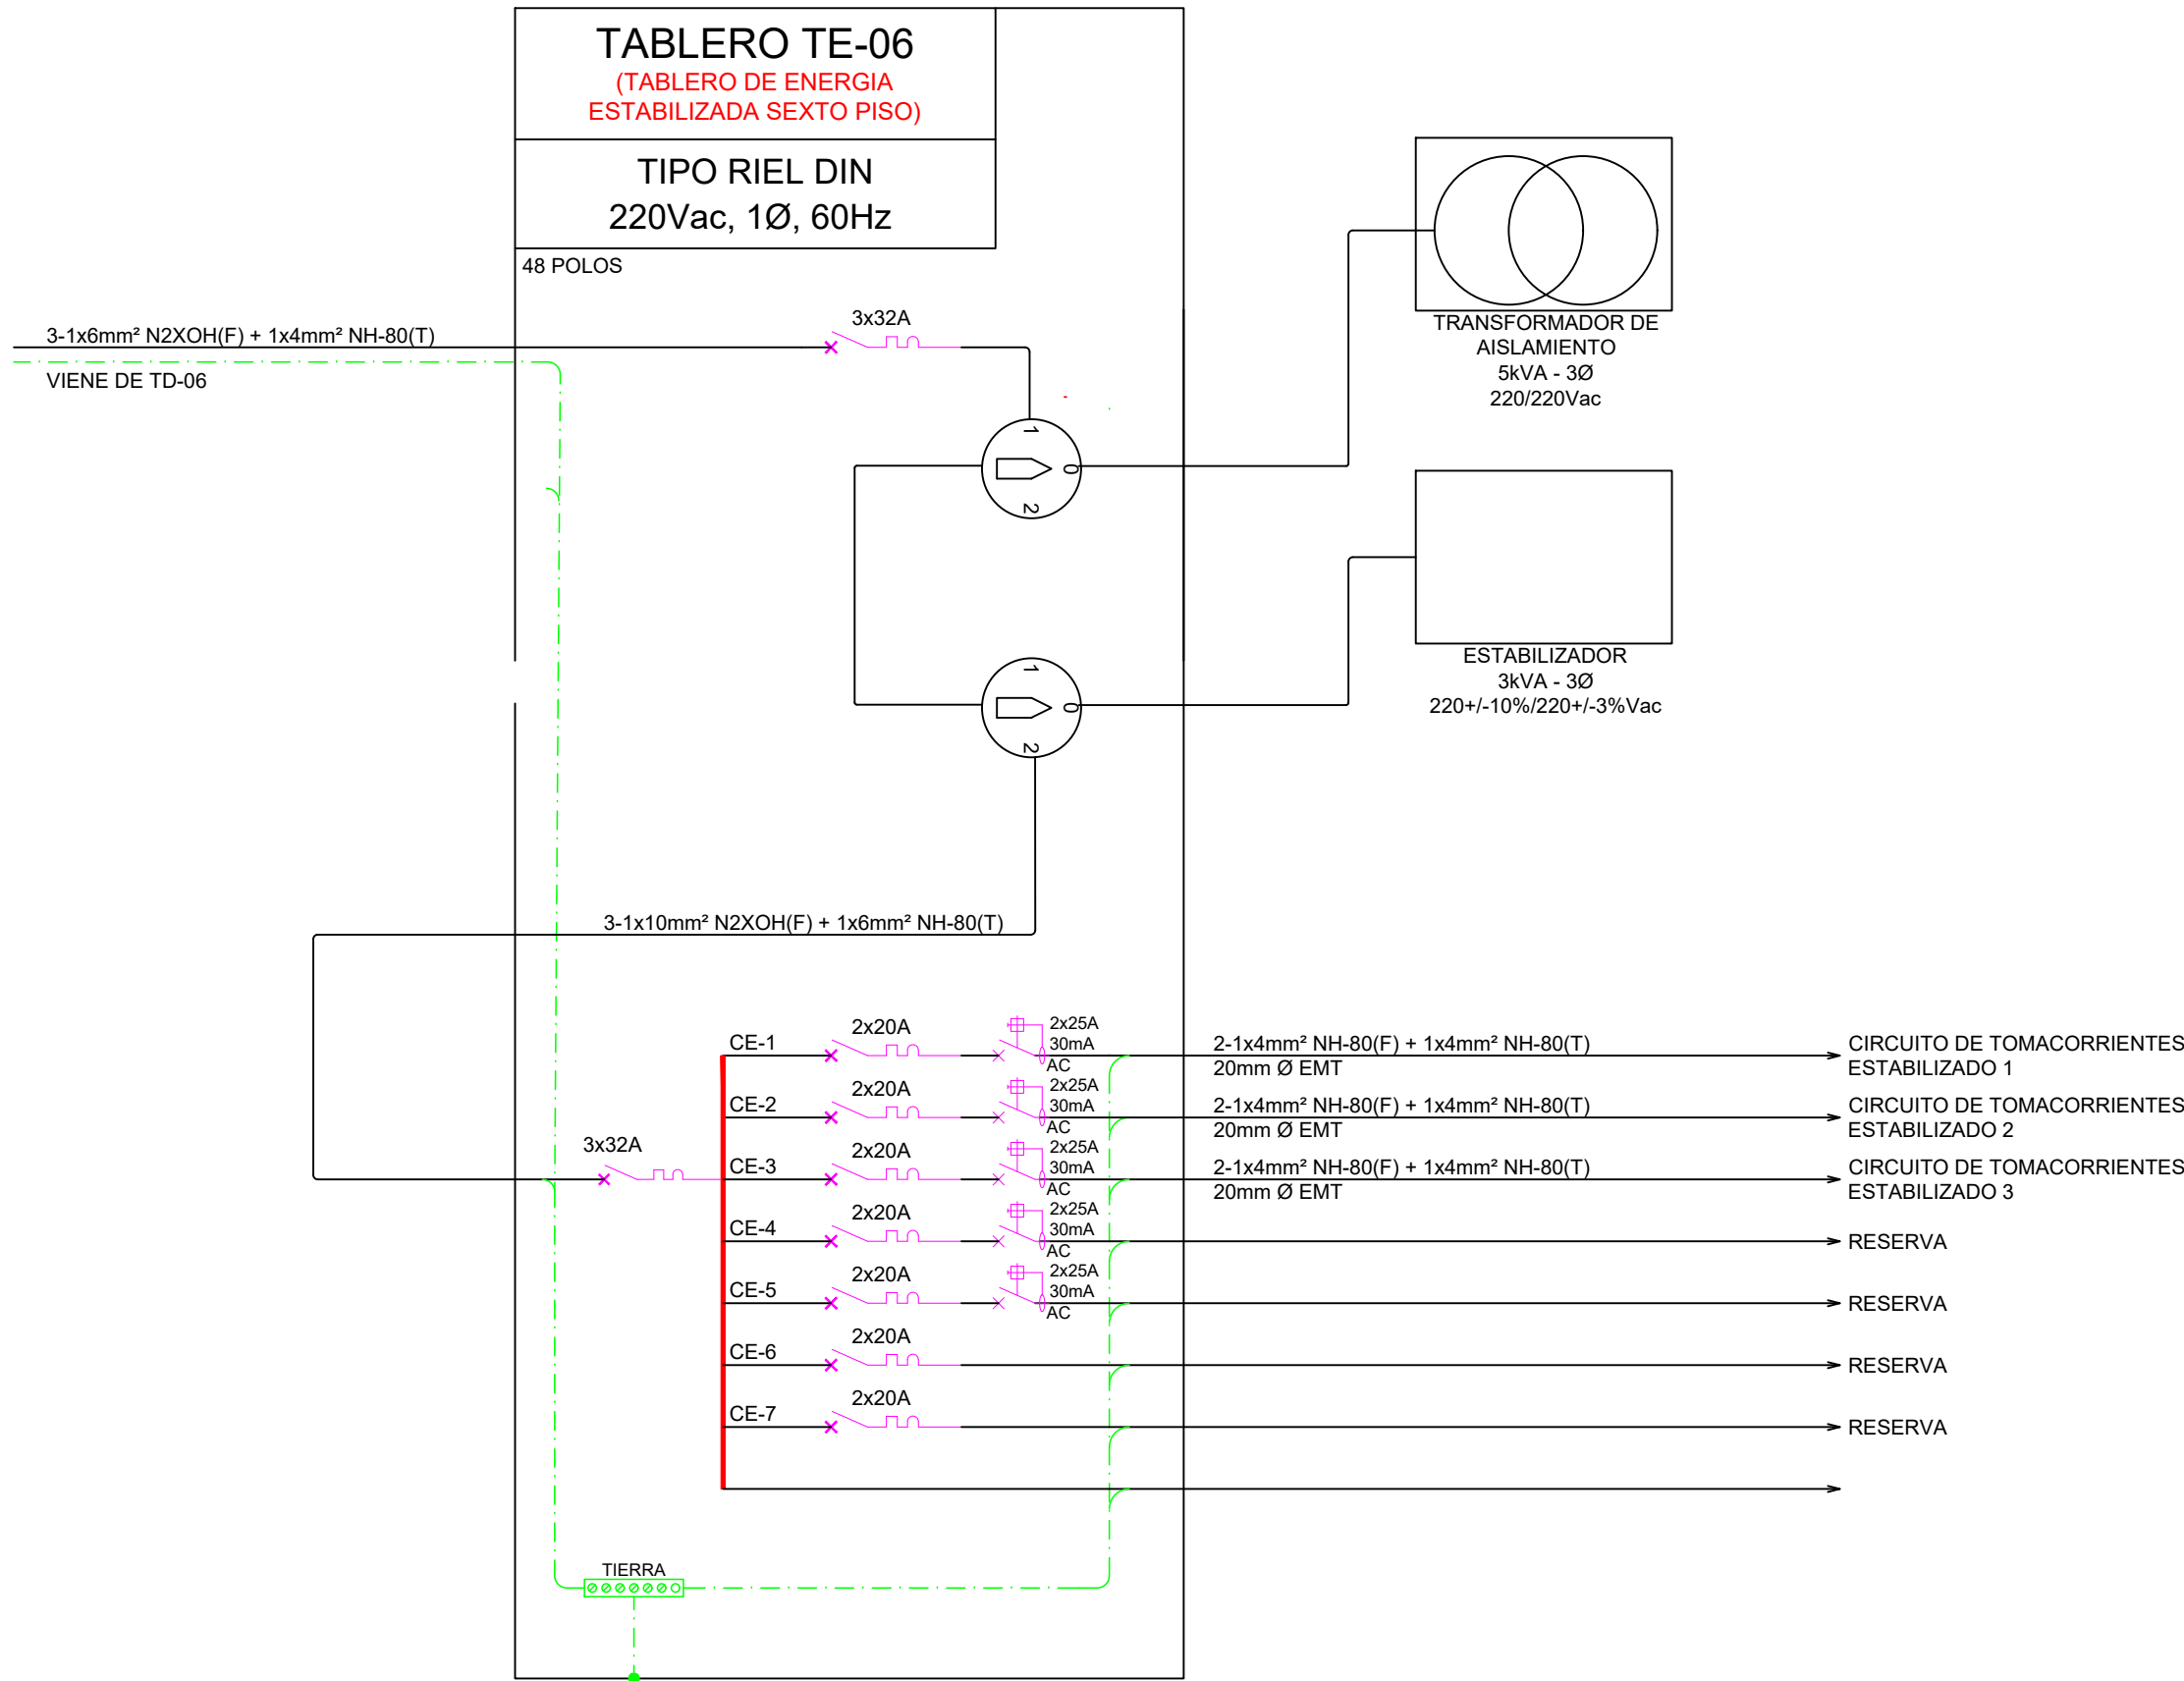 TABLERO TE-06
(TABLERO DE ENERGIA
ESTABILIZADA SEXTO PISO)
TIPO RIEL DIN
220Vac, 1Ø, 60Hz
48 POLOS
3-1x6mm² N2XOH(F) + 1x4mm² NH-80(T)
VIENE DE TD-06
3x32A
1
0
2
TRANSFORMADOR DE
AISLAMIENTO
5kVA - 3Ø
220/220Vac
1
0
2
ESTABILIZADOR
3kVA - 3Ø
220+/-10%/220+/-3%Vac
3-1x10mm² N2XOH(F) + 1x6mm² NH-80(T)
3x32A
CE-1
2x20A
2x25A
30mA
AC
2-1x4mm² NH-80(F) + 1x4mm² NH-80(T)
20mm Ø EMT
CIRCUITO DE TOMACORRIENTES
ESTABILIZADO 1
CE-2
2x20A
2x25A
30mA
AC
2-1x4mm² NH-80(F) + 1x4mm² NH-80(T)
20mm Ø EMT
CIRCUITO DE TOMACORRIENTES
ESTABILIZADO 2
CE-3
2x20A
2x25A
30mA
AC
2-1x4mm² NH-80(F) + 1x4mm² NH-80(T)
20mm Ø EMT
CIRCUITO DE TOMACORRIENTES
ESTABILIZADO 3
CE-4
2x20A
2x25A
30mA
AC
RESERVA
CE-5
2x20A
2x25A
30mA
AC
RESERVA
CE-6
2x20A
RESERVA
CE-7
2x20A
RESERVA
TIERRA